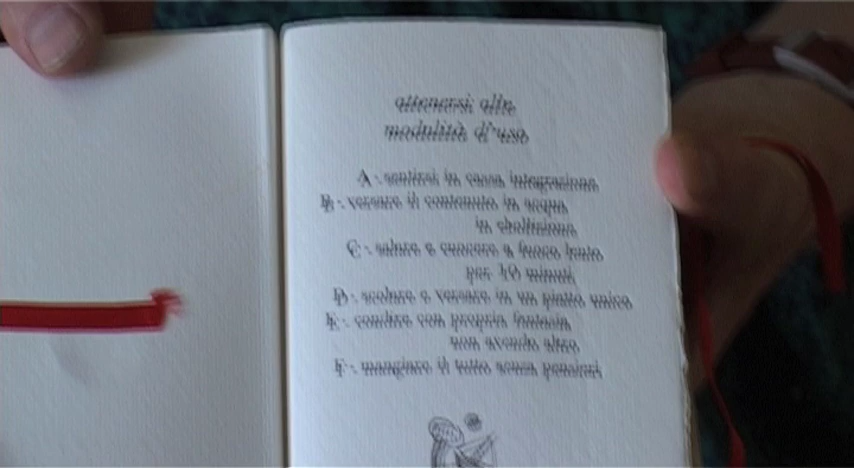 attenersi alle
modalità d'uso
A - sentirsi in cassa integrazione
B - versare il contenuto in acqua
in ebollizione
C - salare e cuocere a fuoco lento
per 10 minuti
D - scolare e versare in un piatto unico
E - condire con propria fantasia
non avendo altro
F - mangiare il tutto senza pensieri